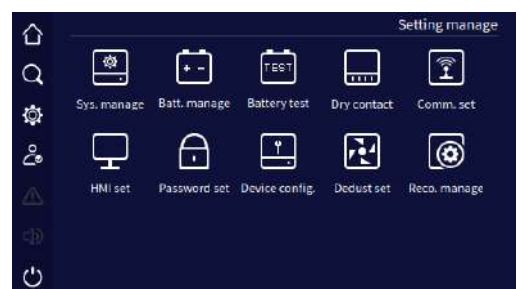 Setting manage
TEST
Sys. manage Batt. manage Battery test Dry contact Comm. set
HMI set Password set Device config. Dedust set Reco. manage